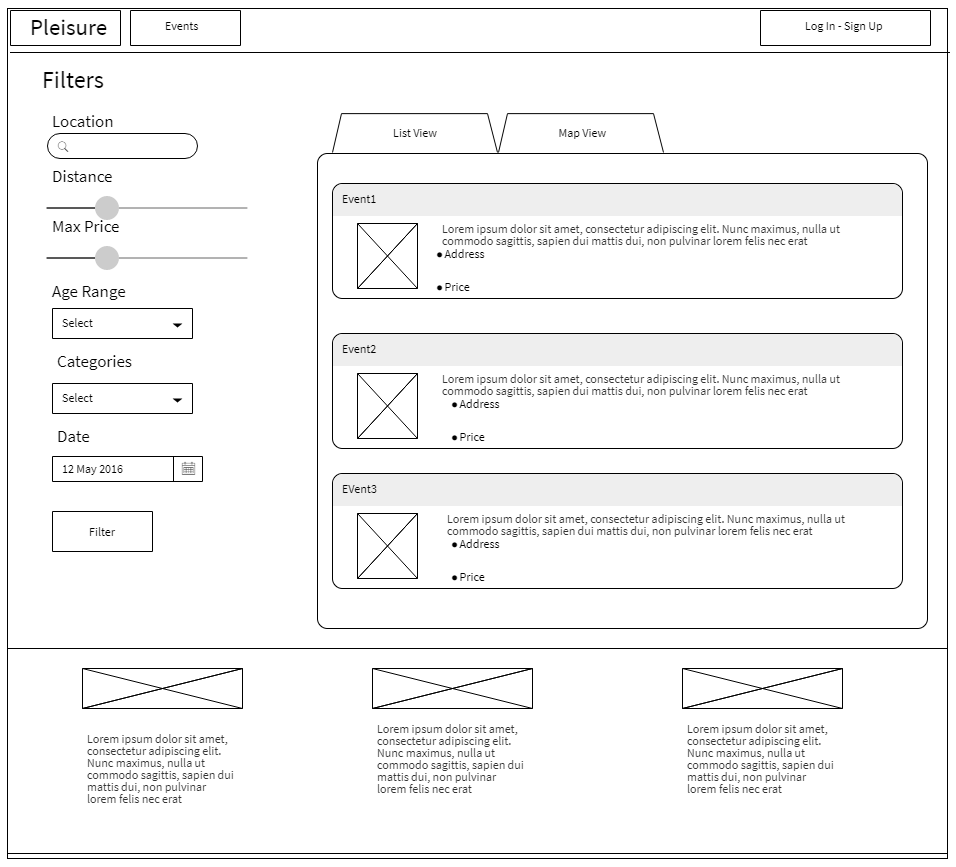 Pleisure
Events
Log In - Sign Up
Filters
Location
Distance
Max Price
Age Range
Select
Categories
Select
Date
12 May 2016
Filter
List View
Map View
Event1
Lorem ipsum dolor sit amet, consectetur adipiscing elit. Nunc maximus, nulla ut
commodo sagittis, sapien dui mattis dui, non pulvinar lorem felis nec erat
● Address
● Price
Event2
Lorem ipsum dolor sit amet, consectetur adipiscing elit. Nunc maximus, nulla ut
commodo sagittis, sapien dui mattis dui, non pulvinar lorem felis nec erat
● Address
● Price
EVent3
Lorem ipsum dolor sit amet, consectetur adipiscing elit. Nunc maximus, nulla ut
commodo sagittis, sapien dui mattis dui, non pulvinar lorem felis nec erat
● Address
● Price
Lorem ipsum dolor sit amet,
consectetur adipiscing elit.
Nunc maximus, nulla ut
commodo sagittis, sapien dui
mattis dui, non pulvinar
lorem felis nec erat
Lorem ipsum dolor sit amet,
consectetur adipiscing elit.
Nunc maximus, nulla ut
commodo sagittis, sapien dui
mattis dui, non pulvinar
lorem felis nec erat
Lorem ipsum dolor sit amet,
consectetur adipiscing elit.
Nunc maximus, nulla ut
commodo sagittis, sapien dui
mattis dui, non pulvinar
lorem felis nec erat